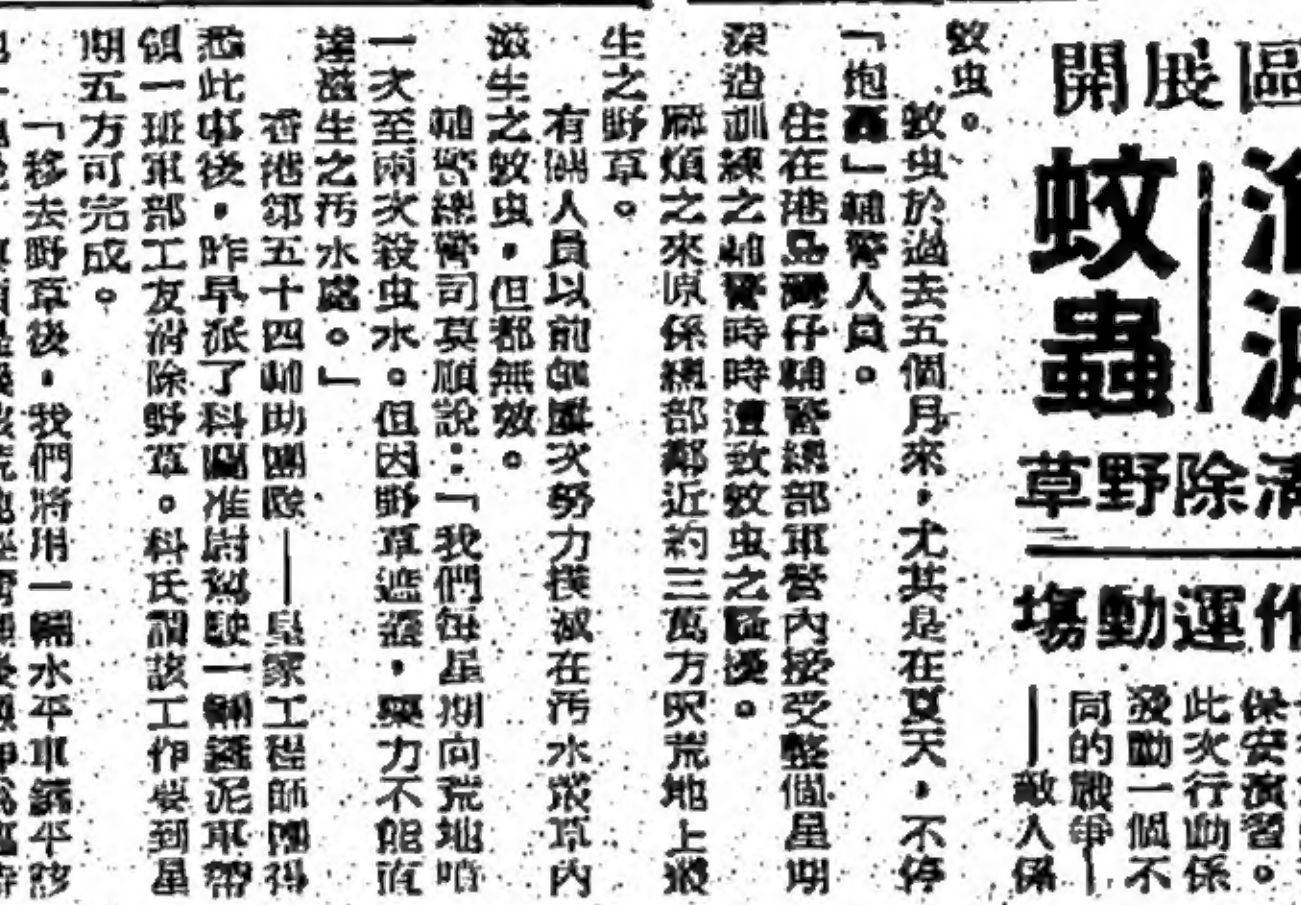 區展開
蚊蟲
清除野草
作運動塲
保安演習。
此次行動係
發動一個不
同的戰爭
——敵人係
蚊虫。
蚊虫於過去五個月來,尤其是在夏天,不停
「炮轟」輔警人員。
住在港島灣仔輔警總部軍營內接受整個星期
深造訓練之輔警時時遭致蚊虫之騷擾。
厭煩之來原係總部鄰近約三萬方呎荒地上叢
生之野草。
有關人員以前曾屢次努力撲滅在汚水叢草內
滋生之蚊虫,但都無效。
輔警總警司莫順說:「我們每星期向荒地噴
一次至兩次殺虫水。但因野草遮蓋,藥力不能直
達滋生之汚水處。」
香港第五十四輔助團隊——皇家工程師團得
悉此事後,昨早派了科 准尉駕駛一輛鏟泥車帶
領一班軍部工友清除野草。科氏謂該工作要到星
期五方可完成。
「移去野草後,我們將用一輛水平車鏟平該